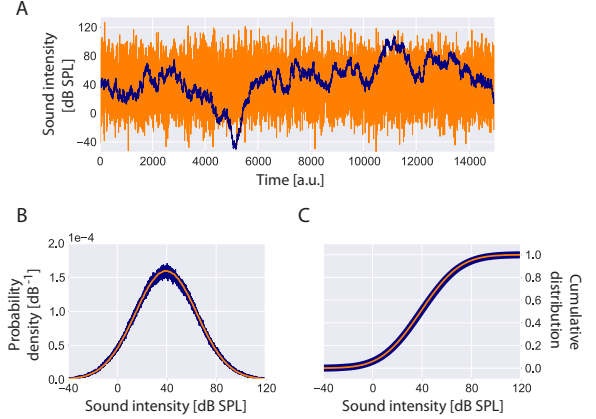 A
Sound intensity
[dB SPL]
120
80
40
0
−40
0
2000
4000
6000
8000
10000
12000
14000
Time [a.u.]
B
1e−4
Probability
density [dB⁻¹]
2.0
1.5
1.0
0.5
0.0
−40
0
40
80
120
Sound intensity [dB SPL]
C
1.0
0.8
0.6
0.4
0.2
0.0
Cumulative
distribution
−40
0
40
80
120
Sound intensity [dB SPL]